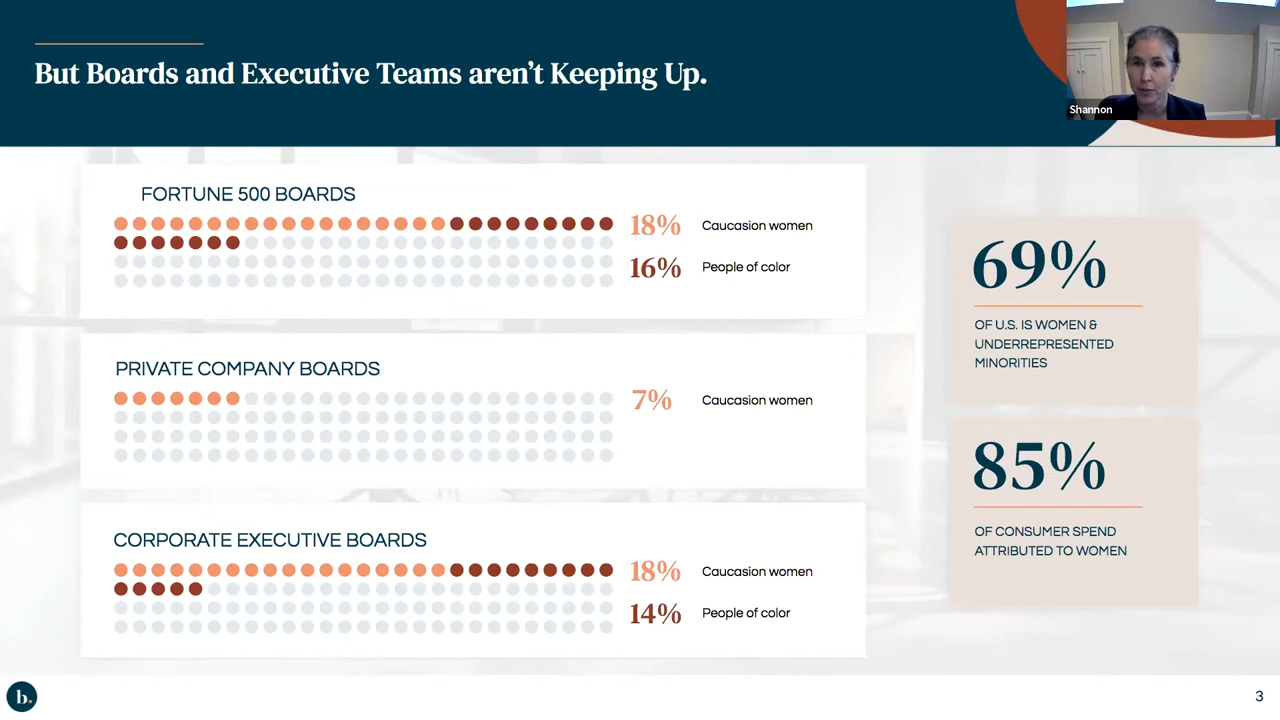 But Boards and Executive Teams aren't Keeping Up.
Shannon
FORTUNE 500 BOARDS
18% Caucasion women
16% People of color
PRIVATE COMPANY BOARDS
7% Caucasion women
CORPORATE EXECUTIVE BOARDS
18% Caucasion women
14% People of color
69%
OF U.S. IS WOMEN &
UNDERREPRESENTED
MINORITIES
85%
OF CONSUMER SPEND
ATTRIBUTED TO WOMEN
b.
3